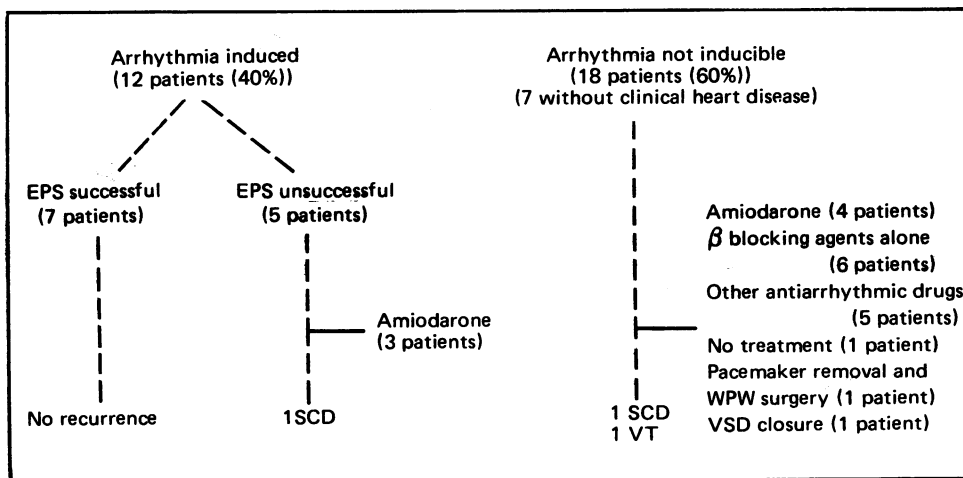 Arrhythmia induced
(12 patients (40%))
Arrhythmia not inducible
(18 patients (60%))
(7 without clinical heart disease)
EPS successful
(7 patients)
EPS unsuccessful
(5 patients)
Amiodarone
(3 patients)
Amiodarone (4 patients)
β blocking agents alone
(6 patients)
Other antiarrhythmic drugs
(5 patients)
No treatment (1 patient)
Pacemaker removal and
WPW surgery (1 patient)
VSD closure (1 patient)
No recurrence
1SCD
1 SCD
1 VT